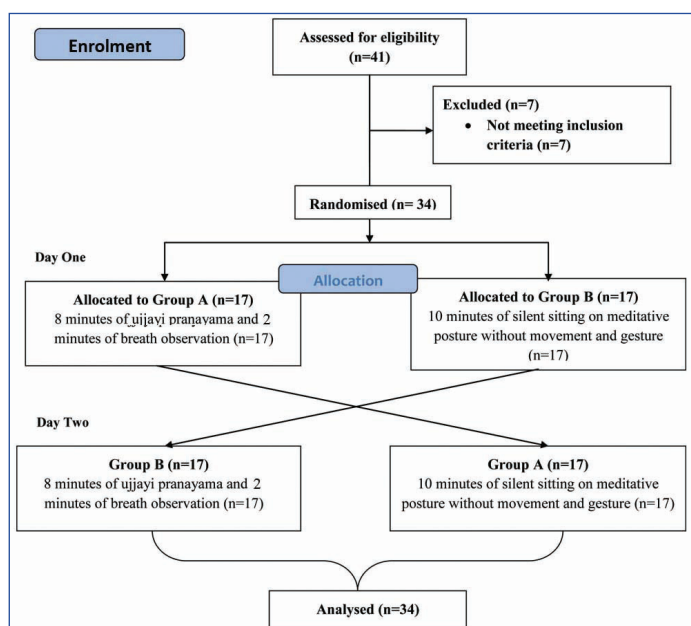 Enrolment
Assessed for eligibility
(n=41)
Excluded (n=7)
• Not meeting inclusion
criteria (n=7)
Randomised (n= 34)
Day One
Allocation
Allocated to Group A (n=17)
8 minutes of ujjayi pranayama and 2
minutes of breath observation (n=17)
Allocated to Group B (n=17)
10 minutes of silent sitting on meditative
posture without movement and gesture
(n=17)
Day Two
Group B (n=17)
8 minutes of ujjayi pranayama and 2
minutes of breath observation (n=17)
Group A (n=17)
10 minutes of silent sitting on meditative
posture without movement and gesture (n=17)
Analysed (n=34)